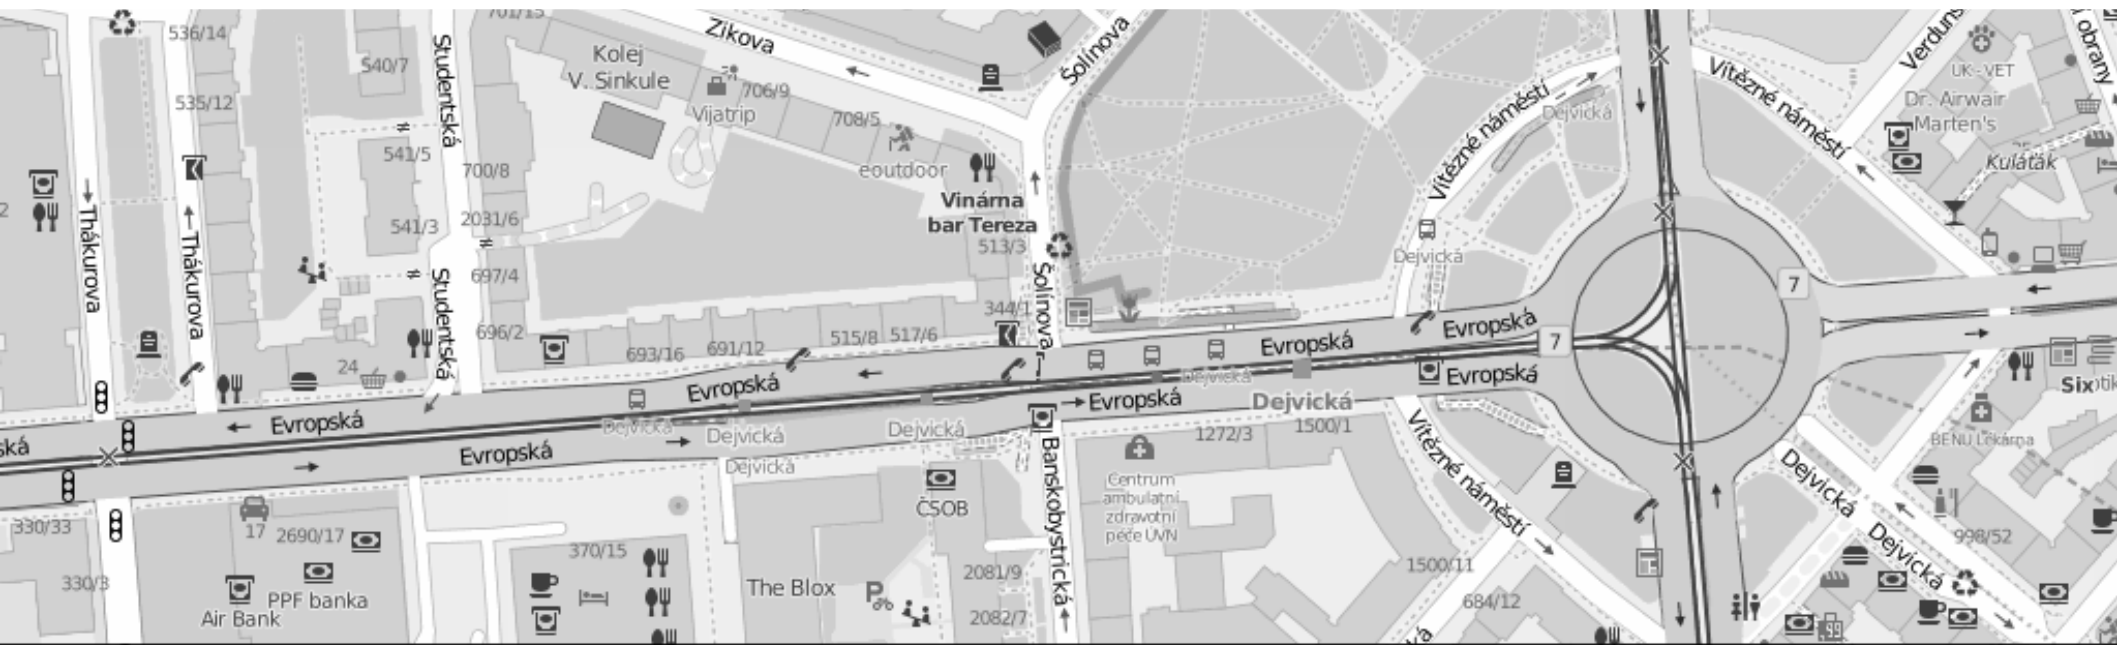 701/15
Zikova
536/14
Studentská
Kolej
V. Sinkule
540/7
Šolínova
Vítězné náměstí
UK-VET
535/12
706/9
Vijatrip
708/5
Dejvická
Vítězné náměstí
Dr. Airwair
Marten's
541/5
700/8
eoutdoor
Kuláťák
Vinárna
bar Tereza
2031/6
541/3
513/3
Thákurova
Thákurova
Studentská
697/4
Šolínova
Dejvická
7
344/1
696/2
693/16
691/12
515/8
517/6
Evropská
Evropská
7
24
Evropská
Dejvická
Evropská
Dejvická
Evropská
Six
Evropská
Dejvická
Dejvická
Dejvická
Dejvická
Evropská
1272/3
1500/1
Vítězné náměstí
BENU Lékárna
Dejvická
Banskobystrická
Centrum
ambulatní
zdravotní
péče ÚVN
ČSOB
330/33
17
2690/17
370/15
998/52
Dejvická
330/3
PPF banka
Air Bank
The Blox
P
2081/9
2082/7
1500/11
684/12